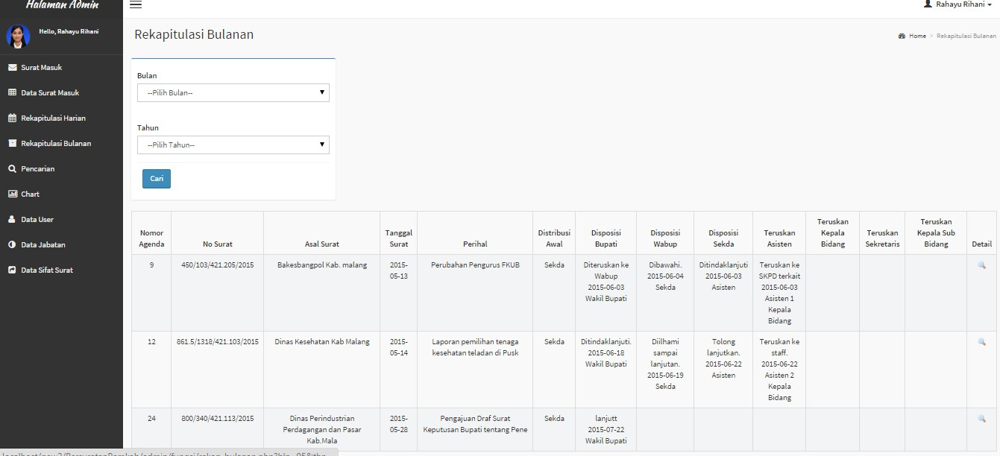 Halaman Admin
Rahayu Rihani
Hello, Rahayu Rihani
Surat Masuk
Data Surat Masuk
Rekapitulasi Harian
Rekapitulasi Bulanan
Pencarian
Chart
Data User
Data Jabatan
Data Sifat Surat
Rekapitulasi Bulanan
Home > Rekapitulasi Bulanan
Bulan
--Pilih Bulan--
Tahun
--Pilih Tahun--
Cari
Nomor
Agenda
No Surat
Asal Surat
Tanggal
Surat
Perihal
Distribusi
Awal
Disposisi
Bupati
Disposisi
Wabup
Disposisi
Sekda
Teruskan
Asisten
Teruskan
Kepala
Bidang
Teruskan
Sekretaris
Teruskan
Kepala Sub
Bidang
Detail
9
450/103/421.205/2015
Bakesbangpol Kab. malang
2015-
05-13
Perubahan Pengurus FKUB
Sekda
Diteruskan ke
Wabup
2015-06-03
Wakil Bupati
Dibawahi.
2015-06-04
Sekda
Ditindaklanjuti
2015-06-03
Asisten
Teruskan ke
SKPD terkait
2015-06-03
Asisten 1
Kepala
Bidang
12
861.5/1318/421.103/2015
Dinas Kesehatan Kab Malang
2015-
05-14
Laporan pemilihan tenaga
kesehatan teladan di Pusk
Sekda
Ditindaklanjuti.
2015-06-18
Wakil Bupati
Diilhami
sampai
lanjutan.
2015-06-19
Sekda
Tolong
lanjutkan.
2015-06-22
Asisten
Teruskan ke
staff.
2015-06-22
Asisten 2
Kepala
Bidang
24
800/340/421.113/2015
Dinas Perindustrian
Perdagangan dan Pasar
Kab.Mala
2015-
05-28
Pengajuan Draf Surat
Keputusan Bupati tentang Pene
Sekda
lanjutt
2015-07-22
Wakil Bupati